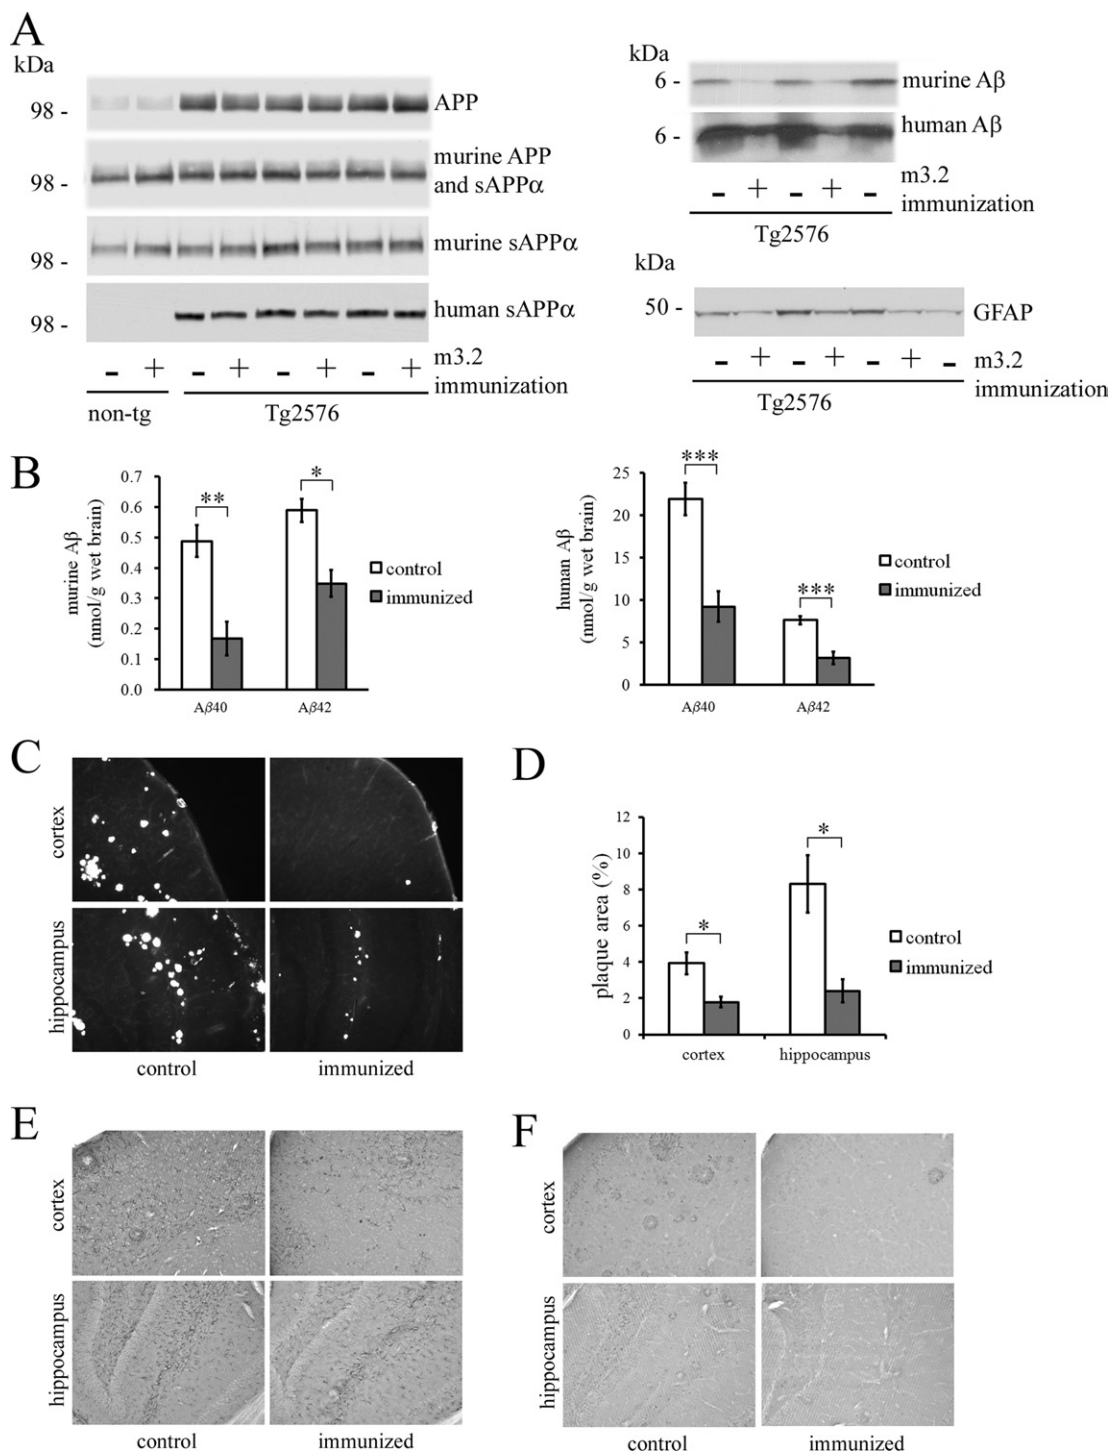 A
kDa
98 -
APP
98 -
murine APP
and sAPPα
98 -
murine sAPPα
98 -
human sAPPα
- + - + - + - +
m3.2
immunization
non-tg
Tg2576
kDa
6 -
murine Aβ
6 -
human Aβ
- + - + -
m3.2
immunization
Tg2576
kDa
50 -
GFAP
- + - + - + -
m3.2
immunization
Tg2576
B
murine Aβ
(nmol/g wet brain)
0.7
0.6
0.5
0.4
0.3
0.2
0.1
0.0
**
*
control
immunized
Aβ40
Aβ42
human Aβ
(nmol/g wet brain)
25
20
15
10
5
0
***
***
control
immunized
Aβ40
Aβ42
C
cortex
hippocampus
control
immunized
D
plaque area (%)
12
10
8
6
4
2
0
*
*
control
immunized
cortex
hippocampus
E
cortex
hippocampus
control
immunized
F
cortex
hippocampus
control
immunized